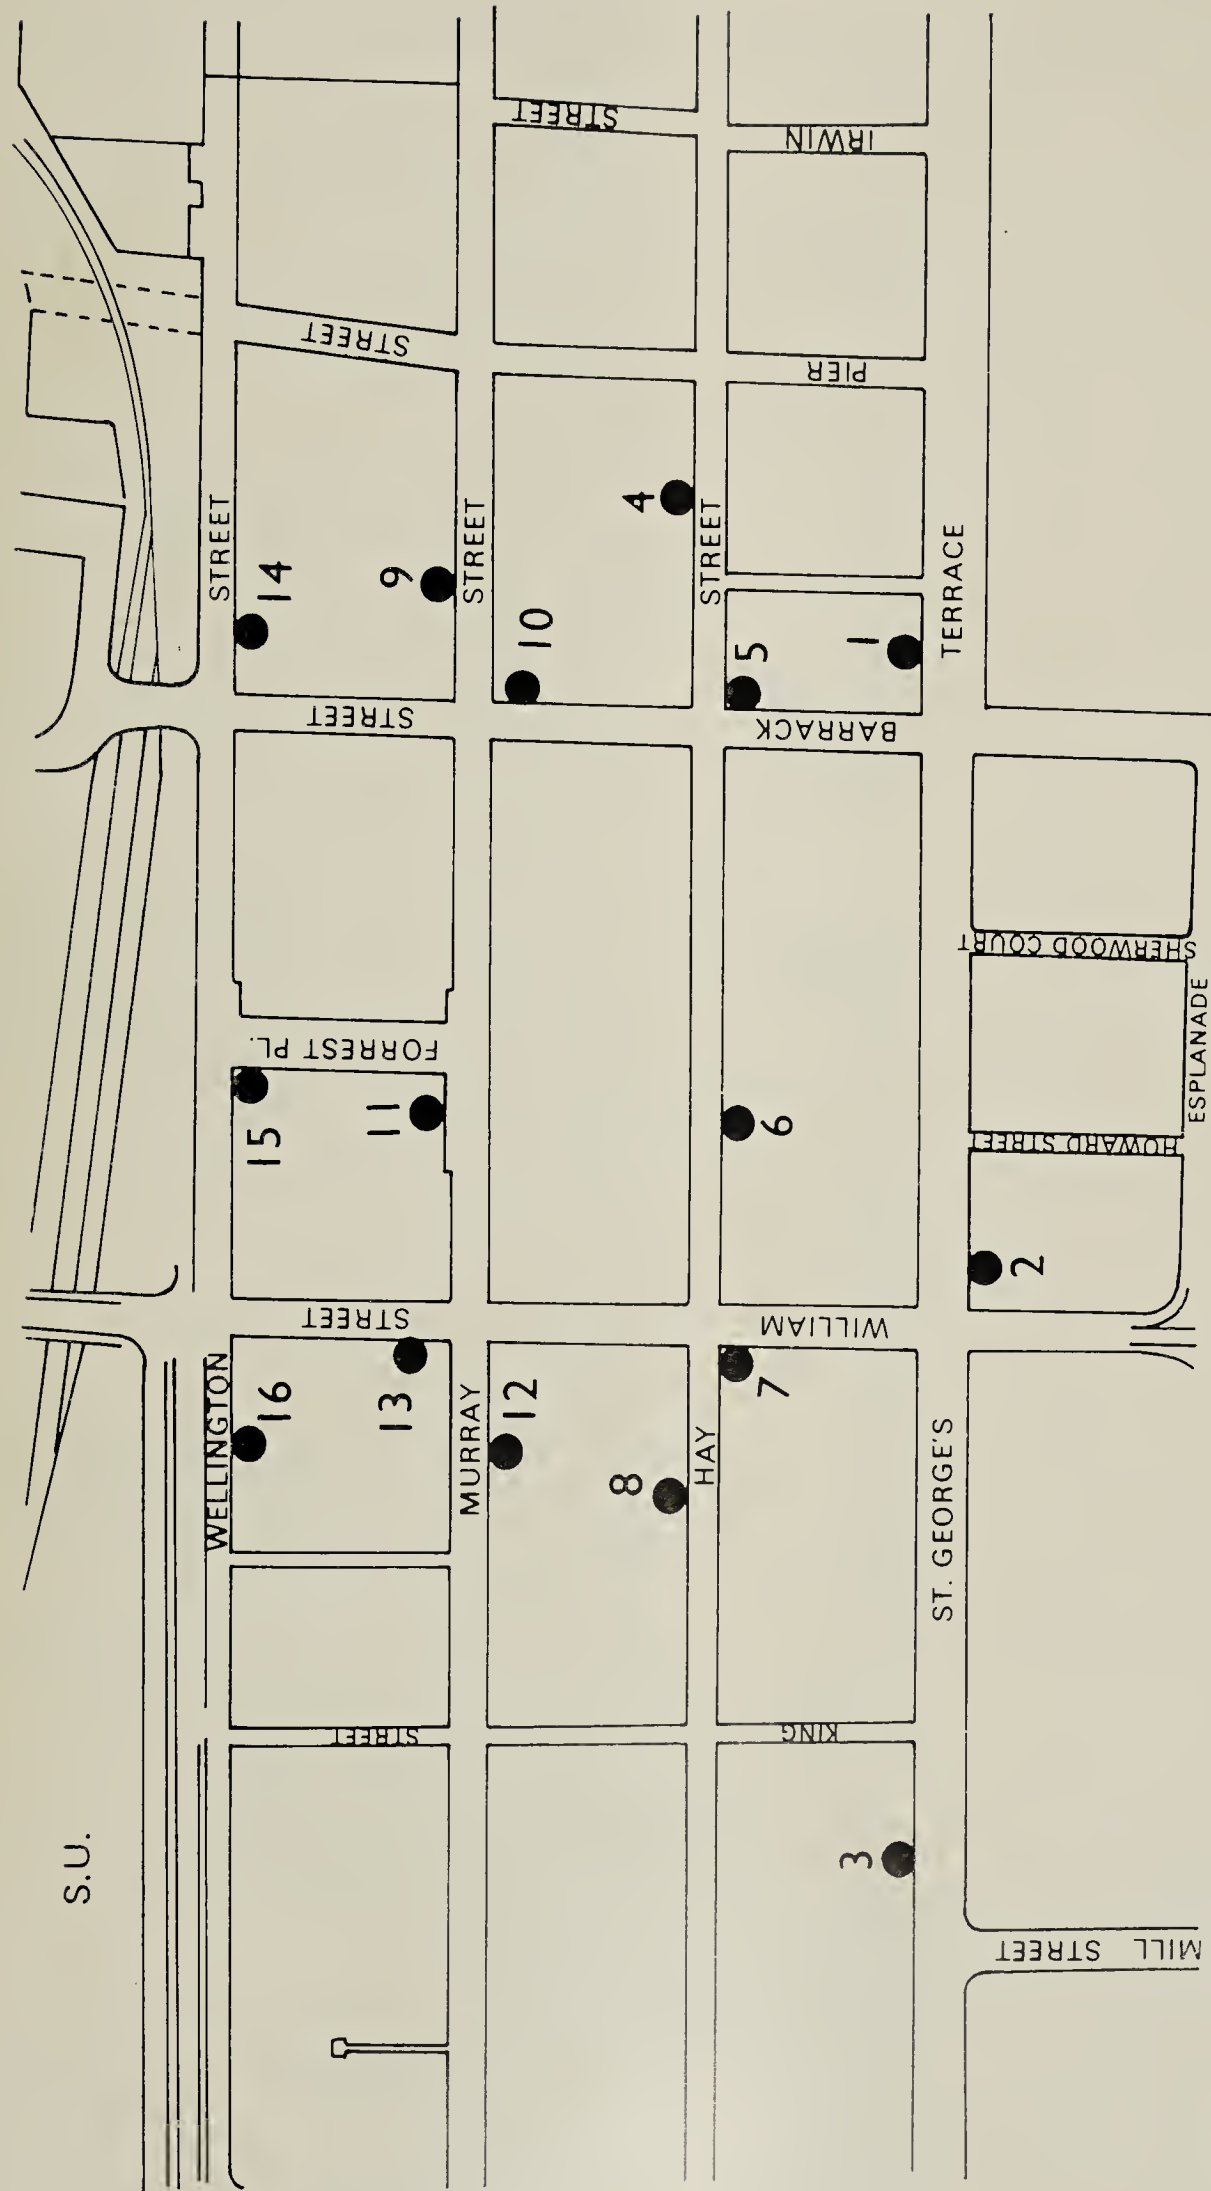 S.U.
WELLINGTON STREET
16
15
14
13
11
9
MURRAY STREET
12
10
8
4
HAY STREET
7
6
5
3
1
ST. GEORGE'S TERRACE
2
KING STREET
WILLIAM STREET
FORREST PL.
BARRACK STREET
PIER STREET
IRWIN STREET
MILL STREET
HOWARD STREET
SHERWOOD COURT
ESPLANADE